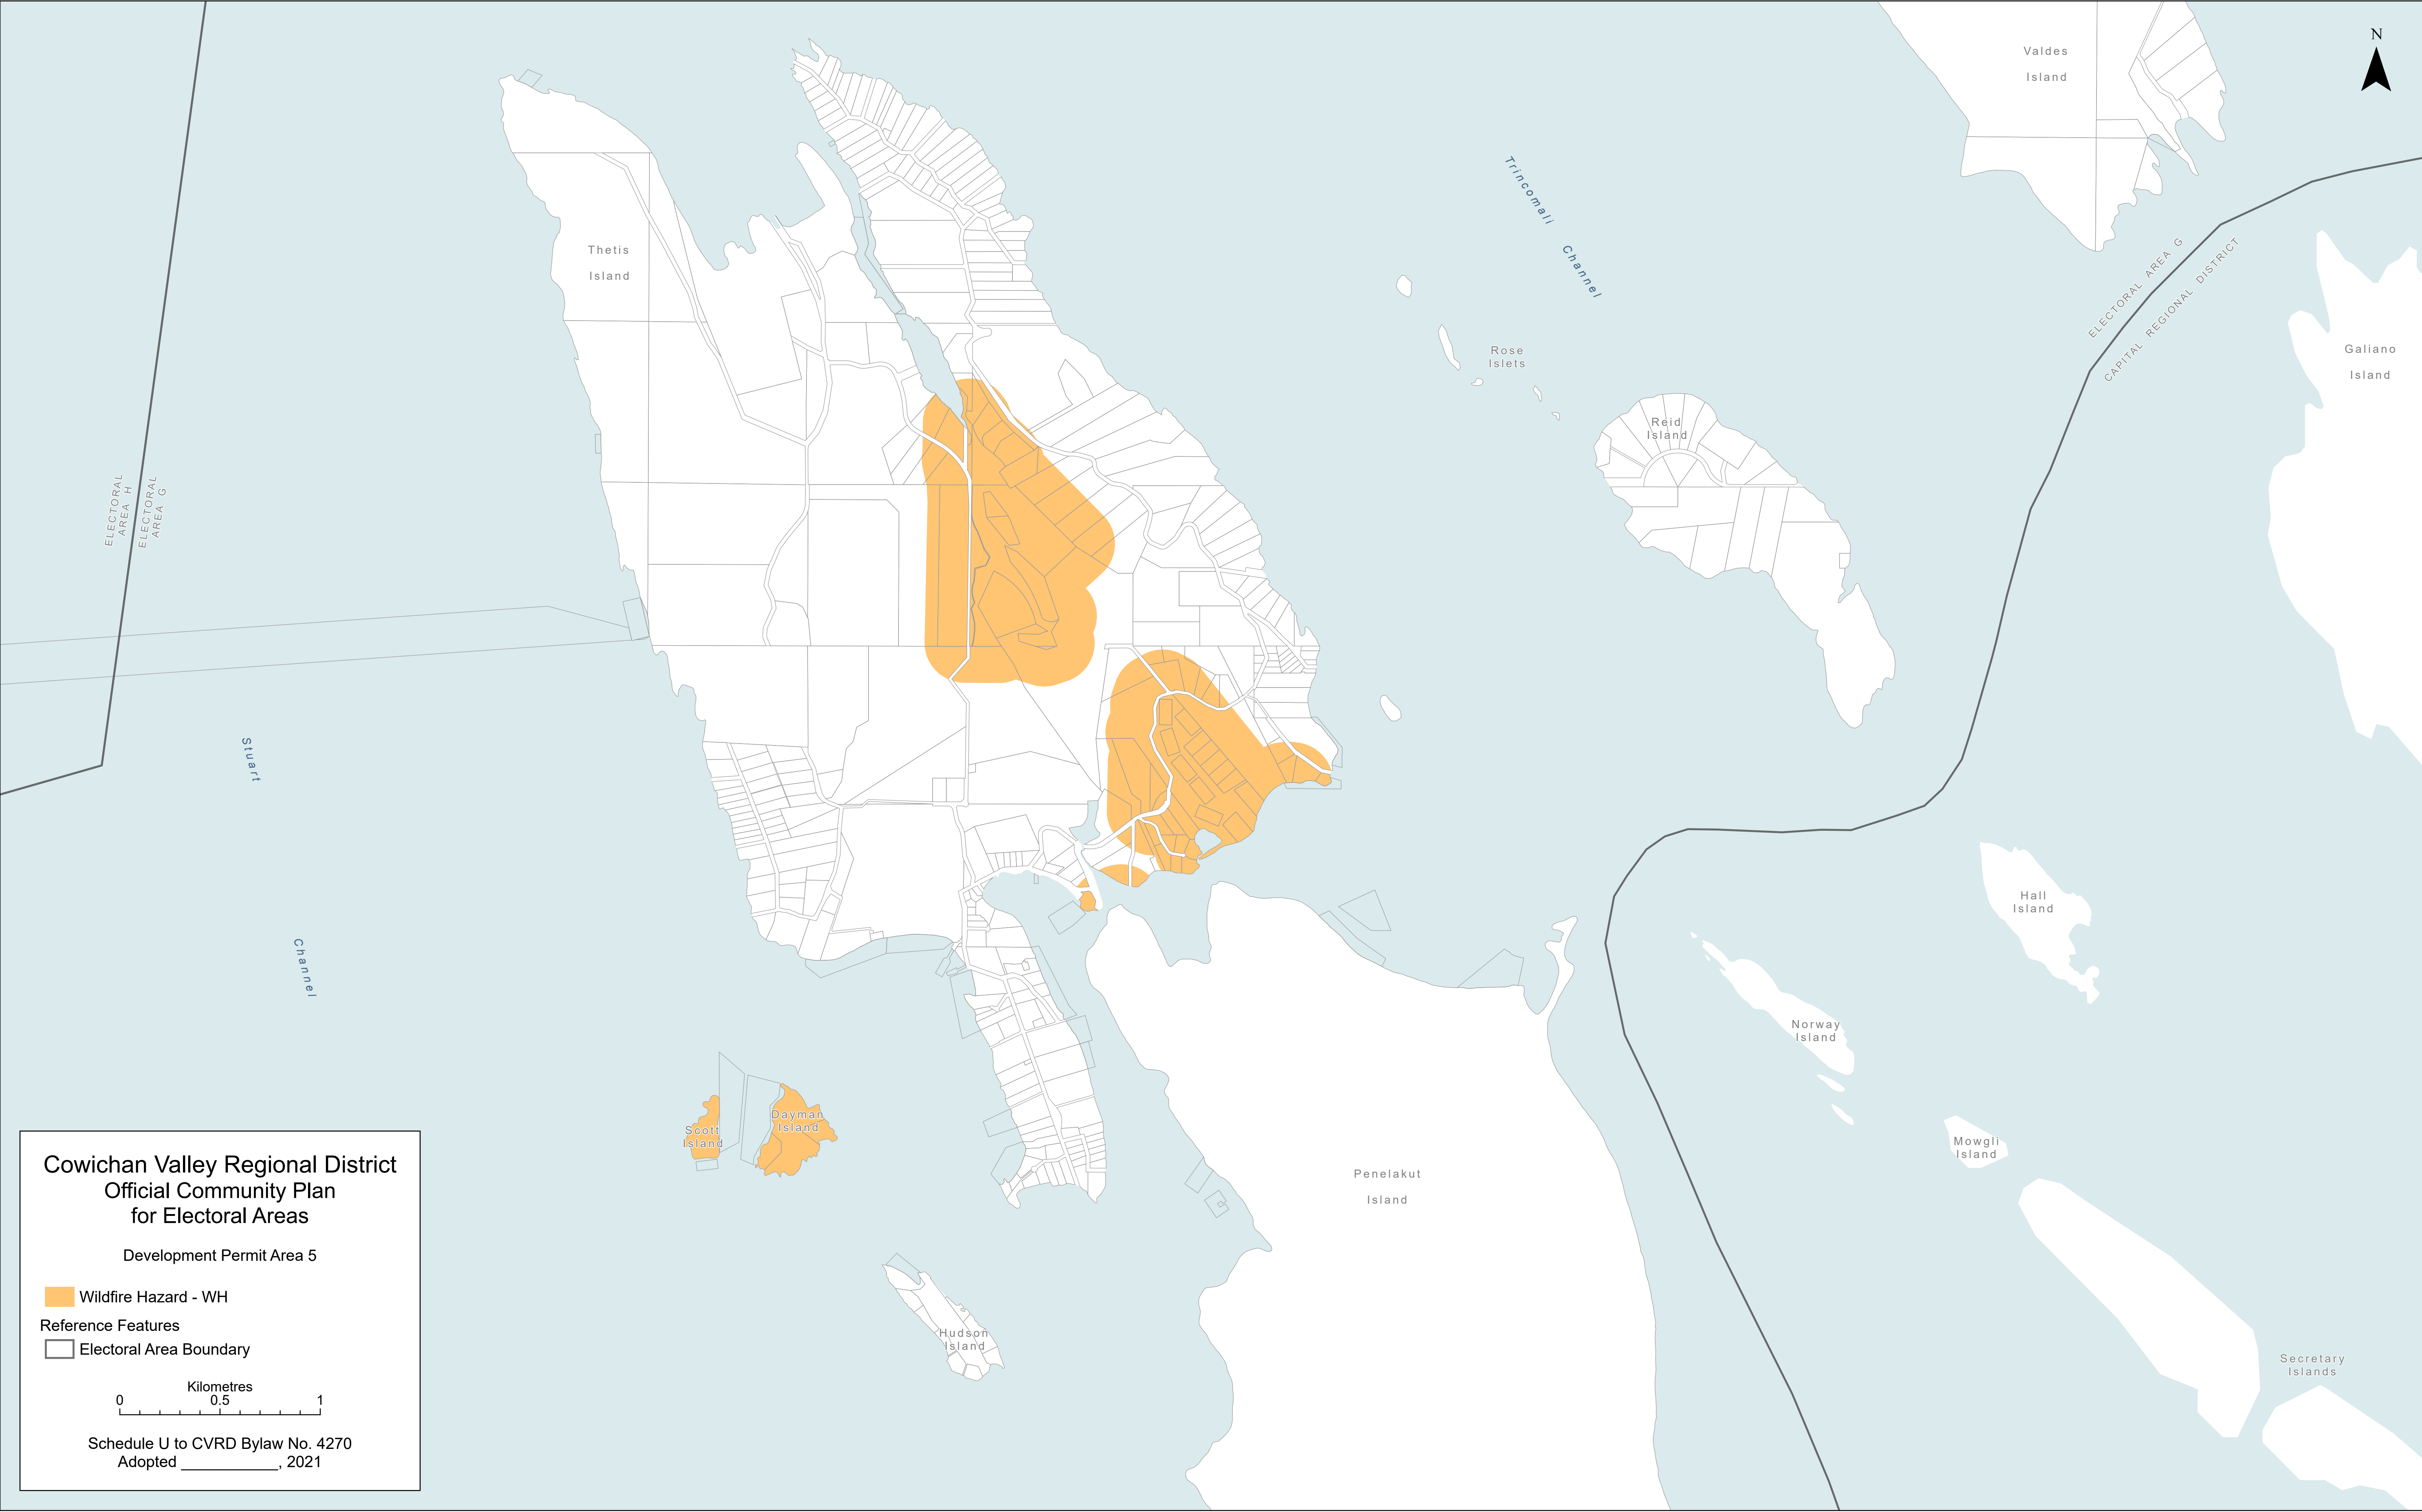 Valdes
Island
N
Trincomali Channel
Thetis
Island
ELECTORAL AREA G
CAPITAL REGIONAL DISTRICT
Rose
Islets
Galiano
Island
Reid
Island
ELECTORAL
AREA H
ELECTORAL
AREA G
Stuart
Channel
Hall
Island
Norway
Island
Dayman
Island
Scott
Island
Mowgli
Island
Penelakut
Island
Hudson
Island
Secretary
Islands
Cowichan Valley Regional District
Official Community Plan
for Electoral Areas
Development Permit Area 5
Wildfire Hazard - WH
Reference Features
Electoral Area Boundary
Kilometres
0 0.5 1
Schedule U to CVRD Bylaw No. 4270
Adopted ____________, 2021